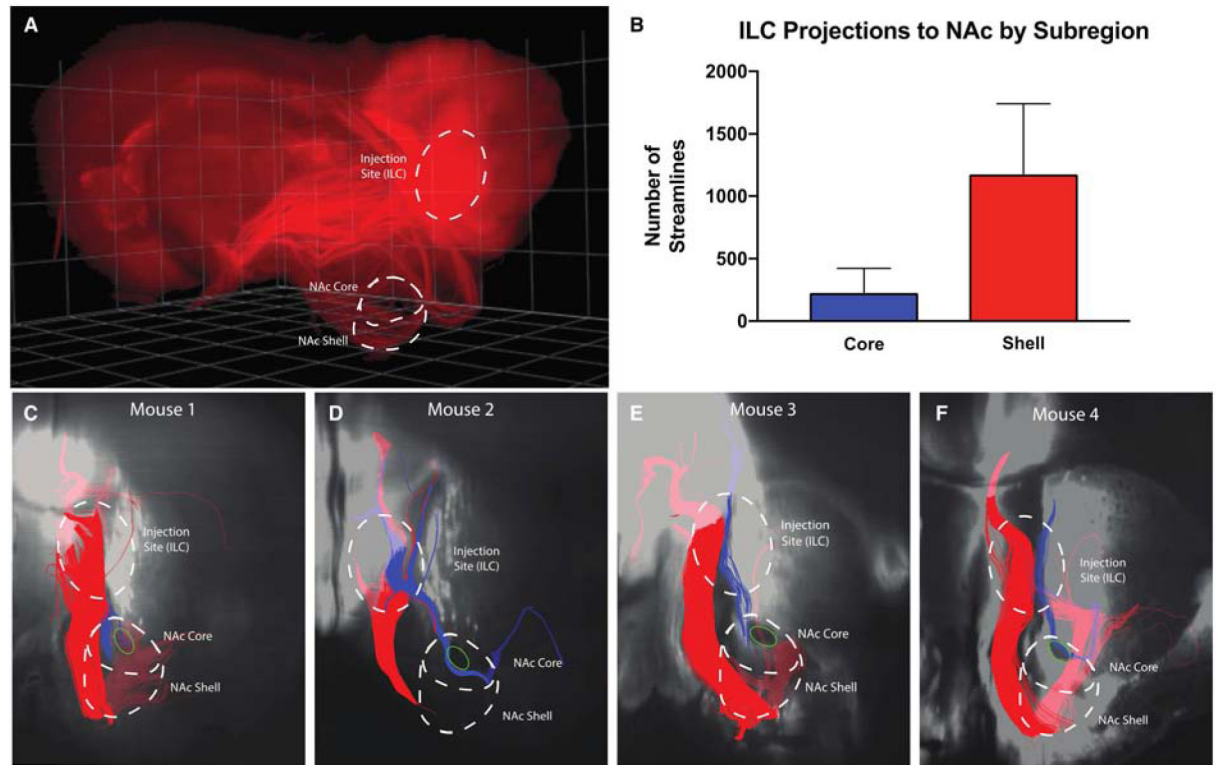 A
Injection
Site (ILC)
NAc Core
NAc Shell
B
ILC Projections to NAc by Subregion
Number of
Streamlines
2000
1500
1000
500
0
Core
Shell
C
Mouse 1
Injection
Site (ILC)
NAc Core
NAc Shell
D
Mouse 2
Injection
Site (ILC)
NAc Core
NAc Shell
E
Mouse 3
Injection
Site (ILC)
NAc Core
NAc Shell
F
Mouse 4
Injection
Site (ILC)
NAc Core
NAc Shell